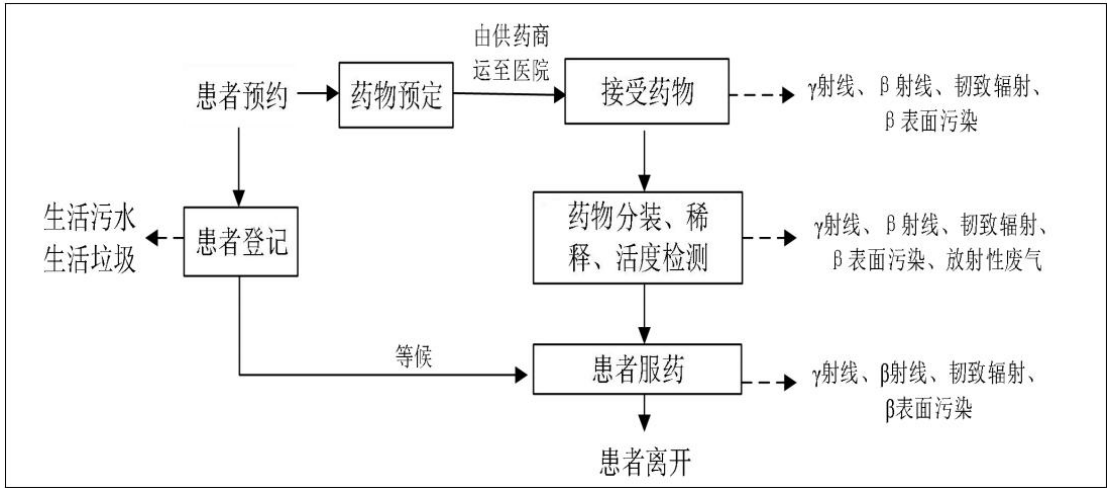 由供药商
运至医院
患者预约
药物预定
接受药物
γ射线、β射线、韧致辐射、
β表面污染
生活污水
生活垃圾
患者登记
药物分装、稀
释、活度检测
γ射线、β射线、韧致辐射、
β表面污染、放射性废气
等候
患者服药
γ射线、β射线、韧致辐射、
β表面污染
患者离开